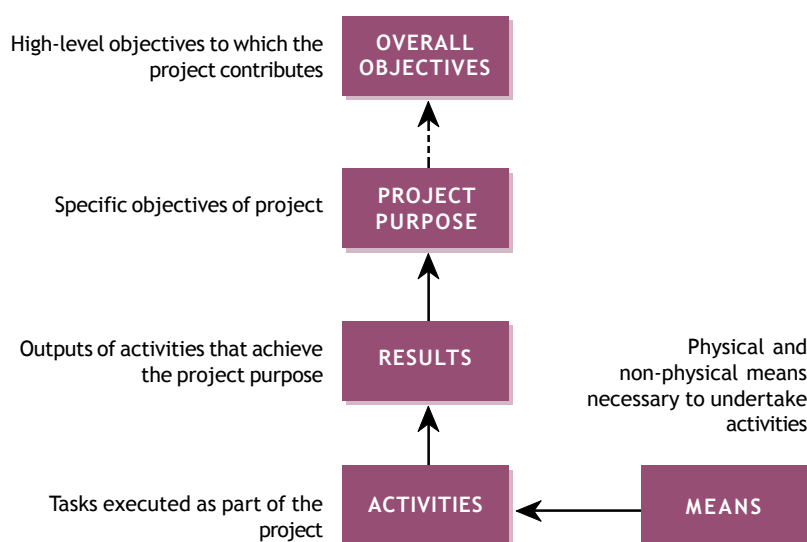 High-level objectives to which the
project contributes
OVERALL
OBJECTIVES
Specific objectives of project
PROJECT
PURPOSE
Outputs of activities that achieve
the project purpose
RESULTS
Physical and
non-physical means
necessary to undertake
activities
Tasks executed as part of the
project
ACTIVITIES
MEANS